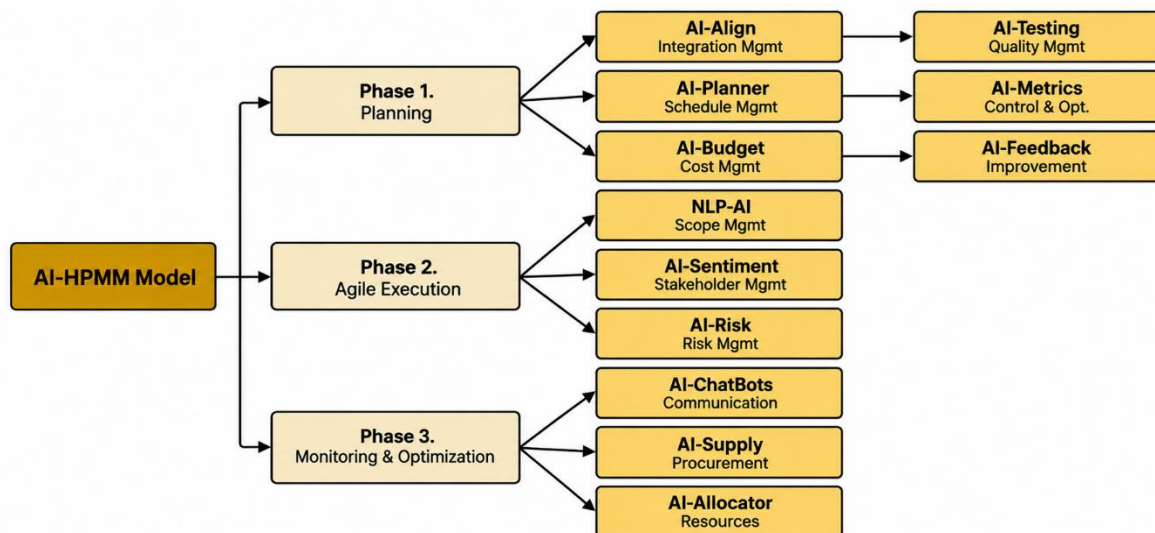 AI-HPMM Model
Phase 1.
Planning
AI-Align
Integration Mgmt
AI-Testing
Quality Mgmt
AI-Planner
Schedule Mgmt
AI-Metrics
Control & Opt.
AI-Budget
Cost Mgmt
AI-Feedback
Improvement
Phase 2.
Agile Execution
NLP-AI
Scope Mgmt
AI-Sentiment
Stakeholder Mgmt
AI-Risk
Risk Mgmt
Phase 3.
Monitoring & Optimization
AI-ChatBots
Communication
AI-Supply
Procurement
AI-Allocator
Resources